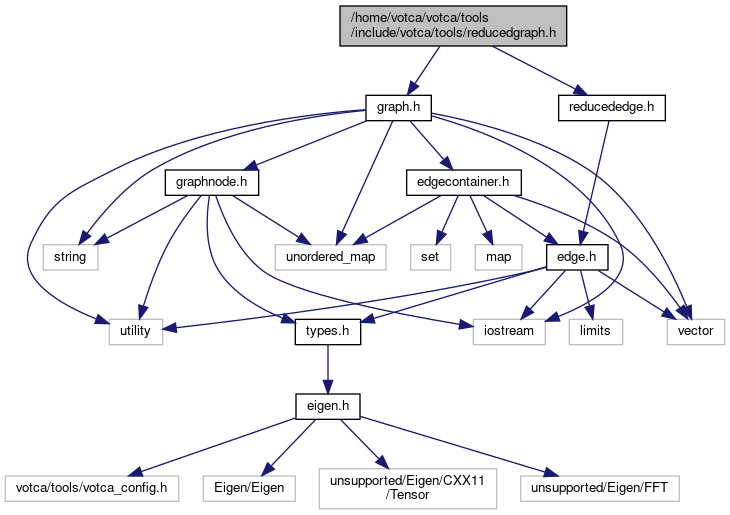 /home/votca/votca/tools
/include/votca/tools/reducedgraph.h
graph.h
reducededge.h
graphnode.h
edgecontainer.h
string
unordered_map
set
map
edge.h
utility
types.h
iostream
limits
vector
eigen.h
votca/tools/votca_config.h
Eigen/Eigen
unsupported/Eigen/CXX11
/Tensor
unsupported/Eigen/FFT